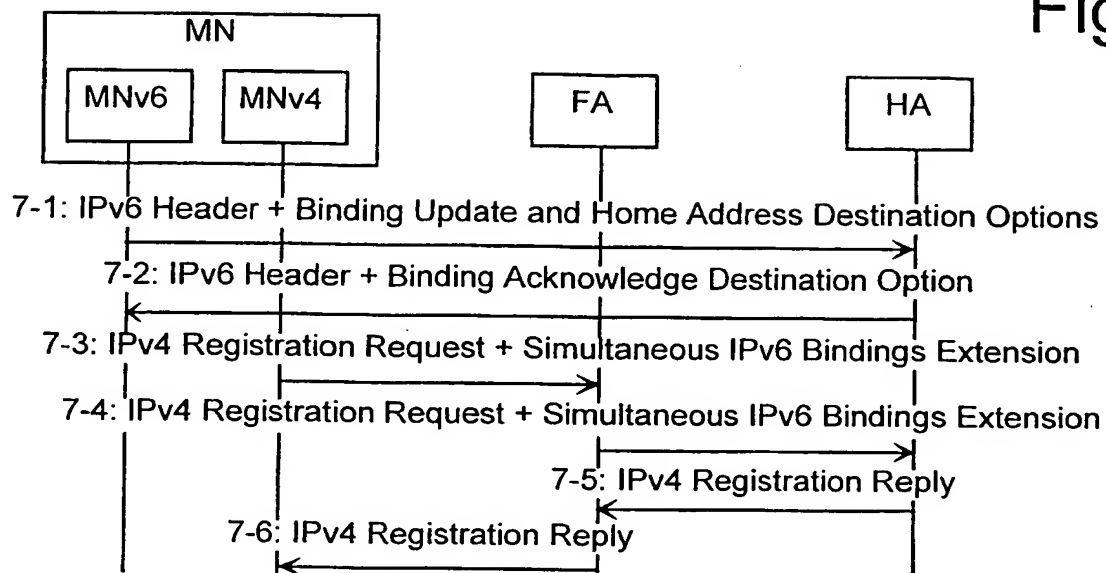 Fig
MN
MNv6 MNv4 FA HA
7-1: IPv6 Header + Binding Update and Home Address Destination Options
7-2: IPv6 Header + Binding Acknowledge Destination Option
7-3: IPv4 Registration Request + Simultaneous IPv6 Bindings Extension
7-4: IPv4 Registration Request + Simultaneous IPv6 Bindings Extension
7-5: IPv4 Registration Reply
7-6: IPv4 Registration Reply